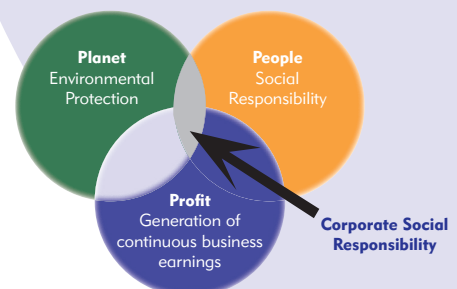 Planet
Environmental
Protection
People
Social
Responsibility
Profit
Generation of
continuous business
earnings
Corporate Social
Responsibility